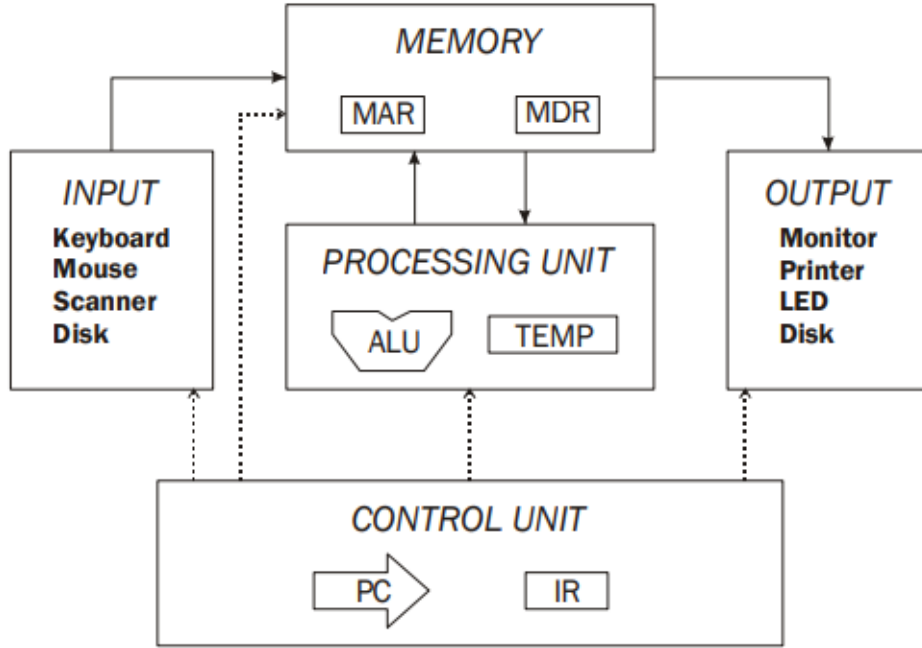 MEMORY
MAR
MDR
INPUT
Keyboard
Mouse
Scanner
Disk
PROCESSING UNIT
ALU
TEMP
OUTPUT
Monitor
Printer
LED
Disk
CONTROL UNIT
PC
IR